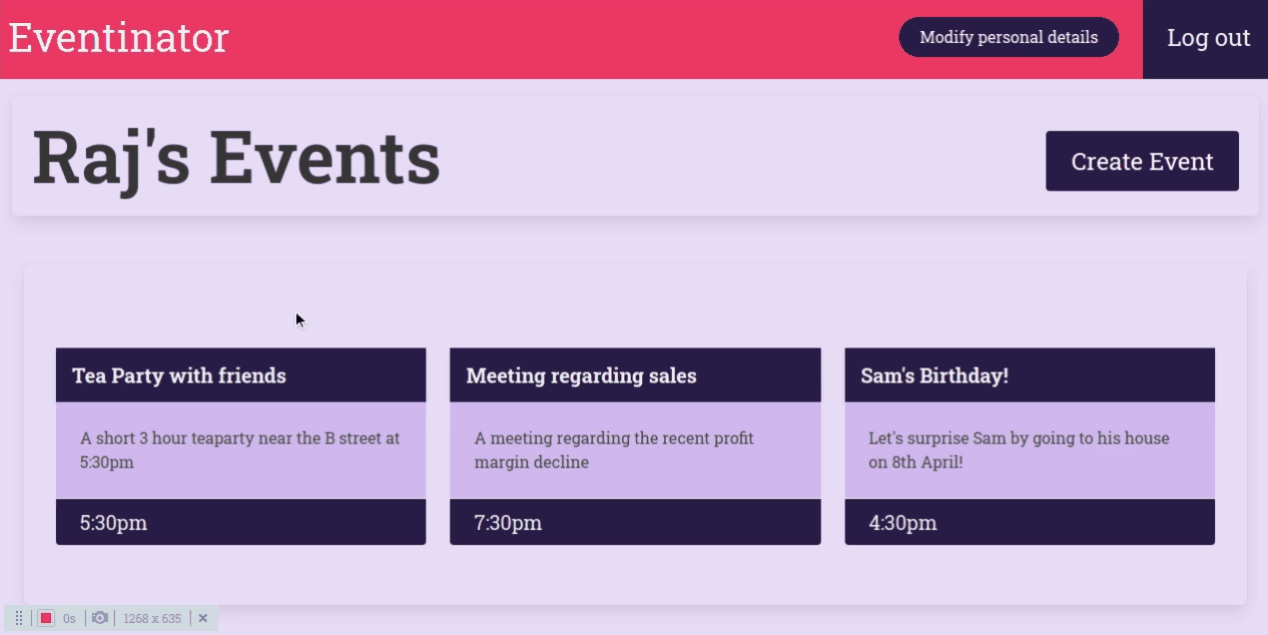 Eventinator
Modify personal details
Log out
Raj's Events
Create Event
Tea Party with friends
A short 3 hour teaparty near the B street at
5:30pm
5:30pm
Meeting regarding sales
A meeting regarding the recent profit
margin decline
7:30pm
Sam's Birthday!
Let's surprise Sam by going to his house
on 8th April!
4:30pm
0s
1268 x 635